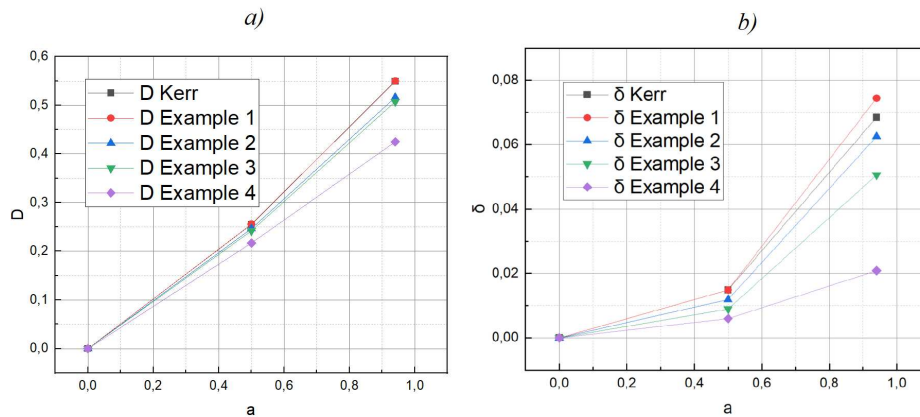 a)
0,6
0,5
0,4
0,3
0,2
0,1
0,0
D
D Kerr
D Example 1
D Example 2
D Example 3
D Example 4
0,0 0,2 0,4 0,6 0,8 1,0
a
b)
0,08
0,06
0,04
0,02
0,00
δ
δ Kerr
δ Example 1
δ Example 2
δ Example 3
δ Example 4
0,0 0,2 0,4 0,6 0,8 1,0
a